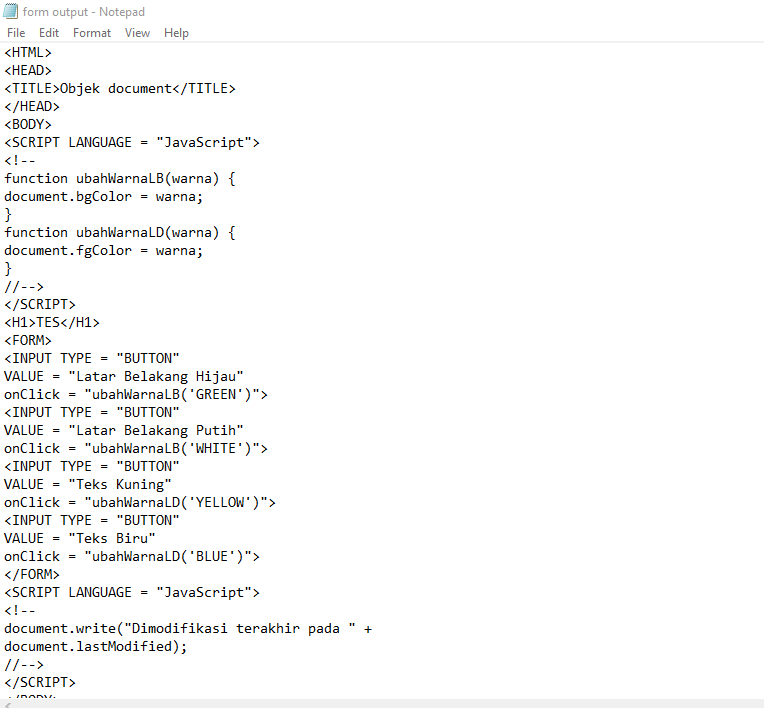 form output - Notepad
File Edit Format View Help
<HTML>
<HEAD>
<TITLE>Objek document</TITLE>
</HEAD>
<BODY>
<SCRIPT LANGUAGE = "JavaScript">
<!--
function ubahWarnaLB(warna) {
document.bgColor = warna;
}
function ubahWarnaLD(warna) {
document.fgColor = warna;
}
//-->
</SCRIPT>
<H1>TES</H1>
<FORM>
<INPUT TYPE = "BUTTON"
VALUE = "Latar Belakang Hijau"
onClick = "ubahWarnaLB('GREEN')">
<INPUT TYPE = "BUTTON"
VALUE = "Latar Belakang Putih"
onClick = "ubahWarnaLB('WHITE')">
<INPUT TYPE = "BUTTON"
VALUE = "Teks Kuning"
onClick = "ubahWarnaLD('YELLOW')">
<INPUT TYPE = "BUTTON"
VALUE = "Teks Biru"
onClick = "ubahWarnaLD('BLUE')">
</FORM>
<SCRIPT LANGUAGE = "JavaScript">
<!--
document.write("Dimodifikasi terakhir pada " +
document.lastModified);
//-->
</SCRIPT>
</BODY>